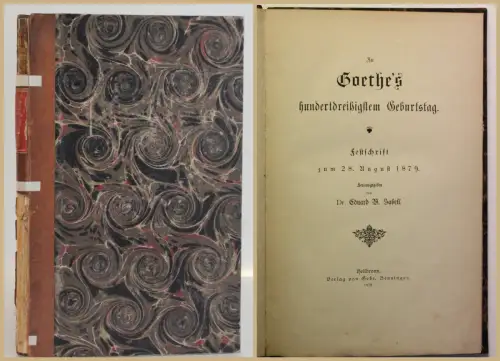 Zu
Goethe's
hundertdreißigstem Geburtstag.
Festschrift
zum 28. August 1879.
Herausgegeben
von
Dr. Eduard W. Sabell.
Heilbronn.
Verlag von Gebr. Henninger.
1879.